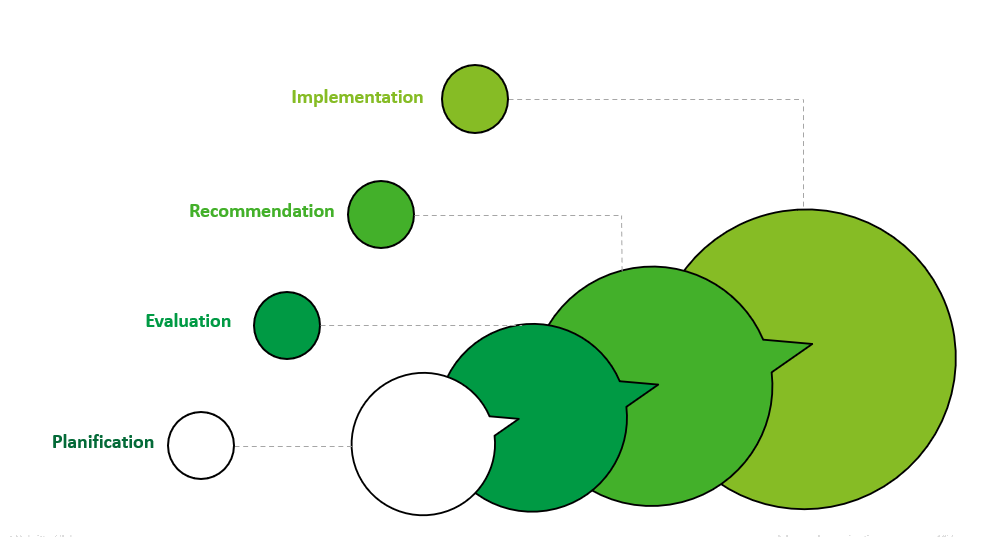 Implementation
Recommendation
Evaluation
Planification